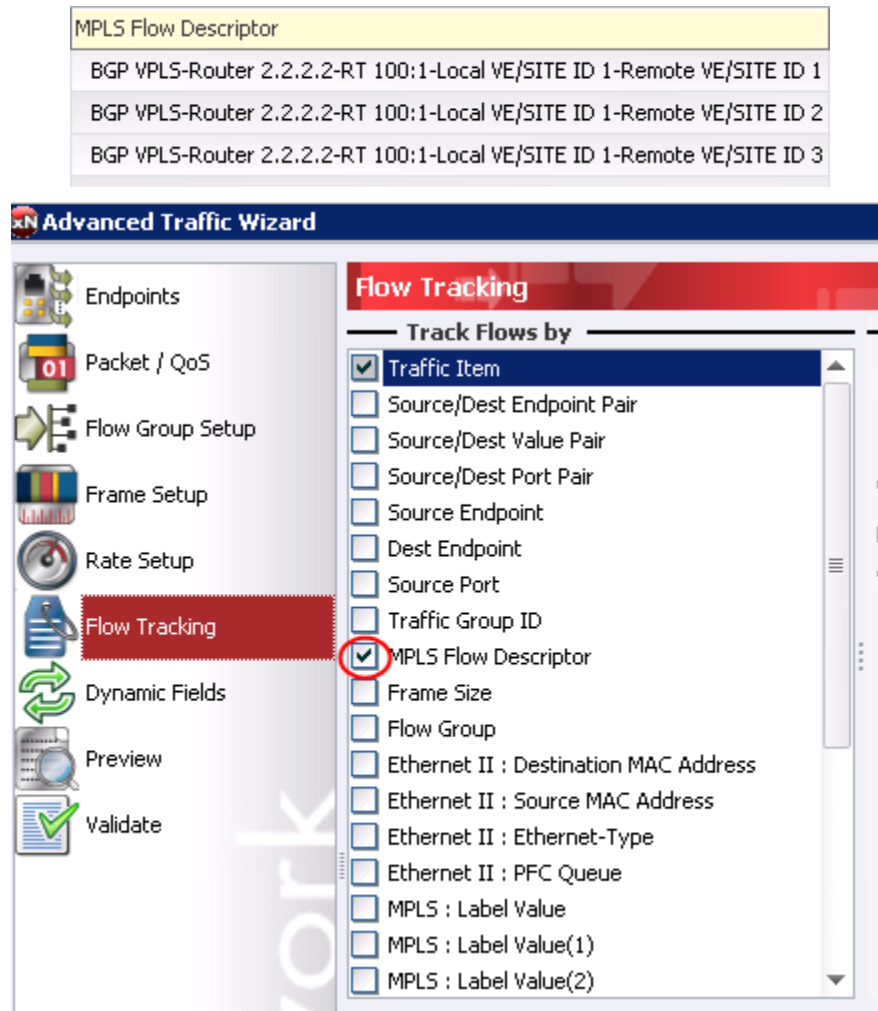 MPLS Flow Descriptor
BGP VPLS-Router 2.2.2.2-RT 100:1-Local VE/SITE ID 1-Remote VE/SITE ID 1
BGP VPLS-Router 2.2.2.2-RT 100:1-Local VE/SITE ID 1-Remote VE/SITE ID 2
BGP VPLS-Router 2.2.2.2-RT 100:1-Local VE/SITE ID 1-Remote VE/SITE ID 3
xN Advanced Traffic Wizard
Endpoints
01 Packet / QoS
Flow Group Setup
Frame Setup
Rate Setup
Flow Tracking
Dynamic Fields
Preview
Validate
work
Flow Tracking
Track Flows by
Traffic Item
Source/Dest Endpoint Pair
Source/Dest Value Pair
Source/Dest Port Pair
Source Endpoint
Dest Endpoint
Source Port
Traffic Group ID
MPLS Flow Descriptor
Frame Size
Flow Group
Ethernet II : Destination MAC Address
Ethernet II : Source MAC Address
Ethernet II : Ethernet-Type
Ethernet II : PFC Queue
MPLS : Label Value
MPLS : Label Value(1)
MPLS : Label Value(2)